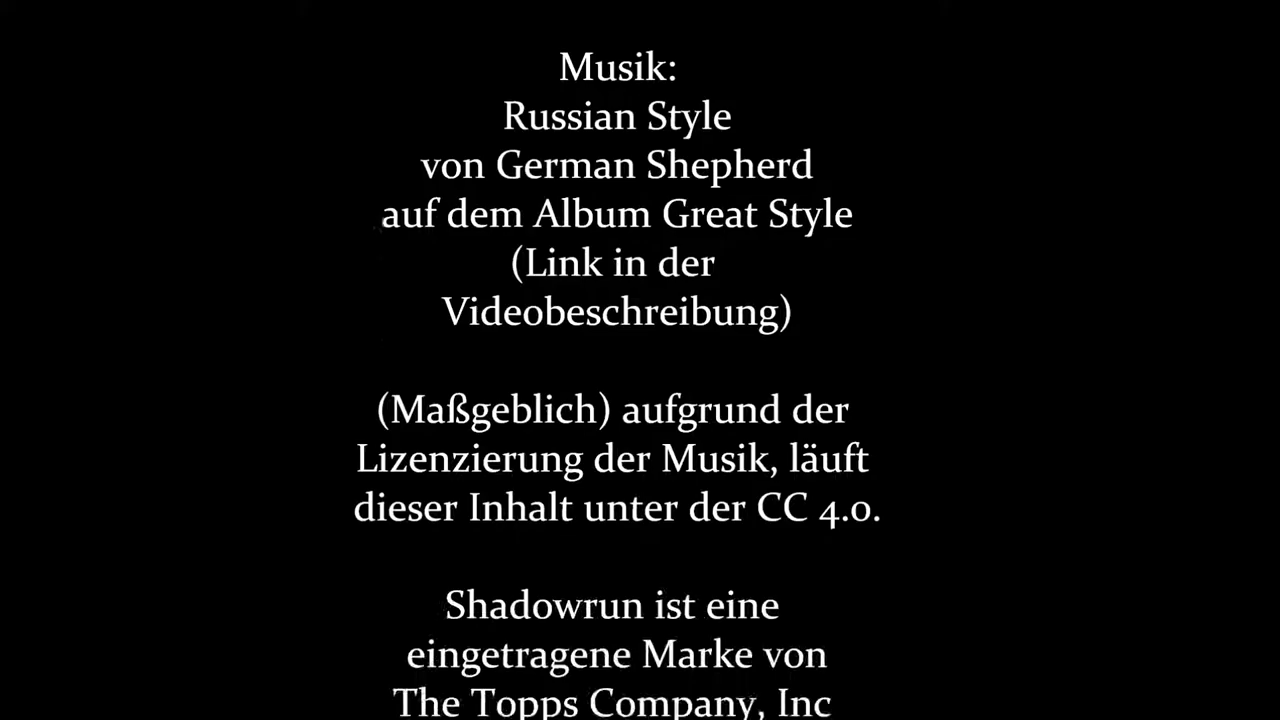 Musik:
Russian Style
von German Shepherd
auf dem Album Great Style
(Link in der
Videobeschreibung)
(Maßgeblich) aufgrund der
Lizenzierung der Musik, läuft
dieser Inhalt unter der CC 4.0.
Shadowrun ist eine
eingetragene Marke von
The Topps Company, Inc